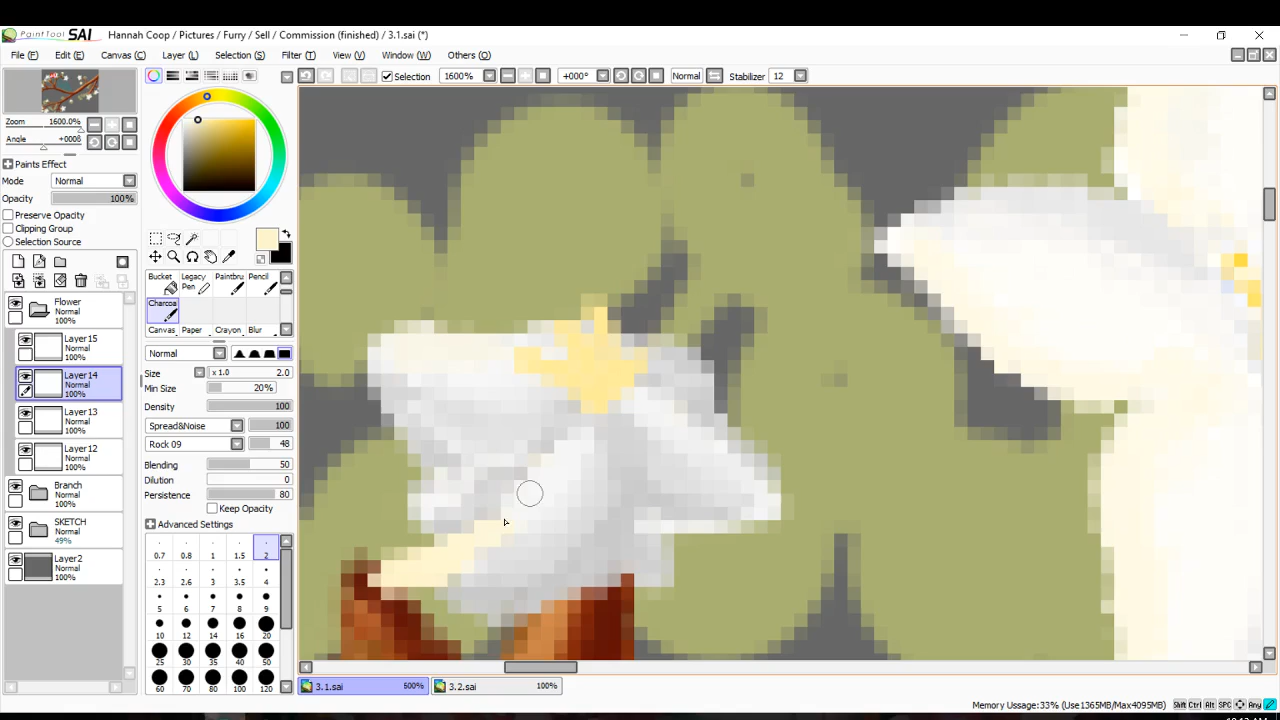 PaintTool SAI Hannah Coop / Pictures / Furry / Sell / Commission (finished) / 3.1.sai (*)
File (F) Edit (E) Canvas (C) Layer (L) Selection (S) Filter (T) View (V) Window (W) Others (O)
Selection 1600% +000° Normal Stabilizer 12
Zoom 1600.0%
Angle
Paints Effect
Mode Normal
Opacity 100%
Preserve Opacity
Clipping Group
Selection Source
Flower
Normal
100%
Layer15
Normal
100%
Layer14
Normal
100%
Layer13
Normal
100%
Layer12
Normal
100%
Branch
Normal
100%
SKETCH
Normal
49%
Layer2
Normal
100%
Bucket Legacy Pen Paintbru Pencil
Charcoa
Canvas Paper Crayon Blur
Normal
Size x 1.0 2.0
Min Size 20%
Density 100
Spread&Noise 100
Rock 09 48
Blending 50
Dilution 0
Persistence 80
Keep Opacity
Advanced Settings
0.7 0.8 1 1.5 2
2.3 2.6 3 3.5 4
5 6 7 8 9
10 12 14 16 20
25 30 35 40 50
60 70 80 100 120
3.1.sai 600% 3.2.sai 100%
Memory Ussage:33% (Use1365MB/Max4095MB) Shift Ctrl Alt SPC Any